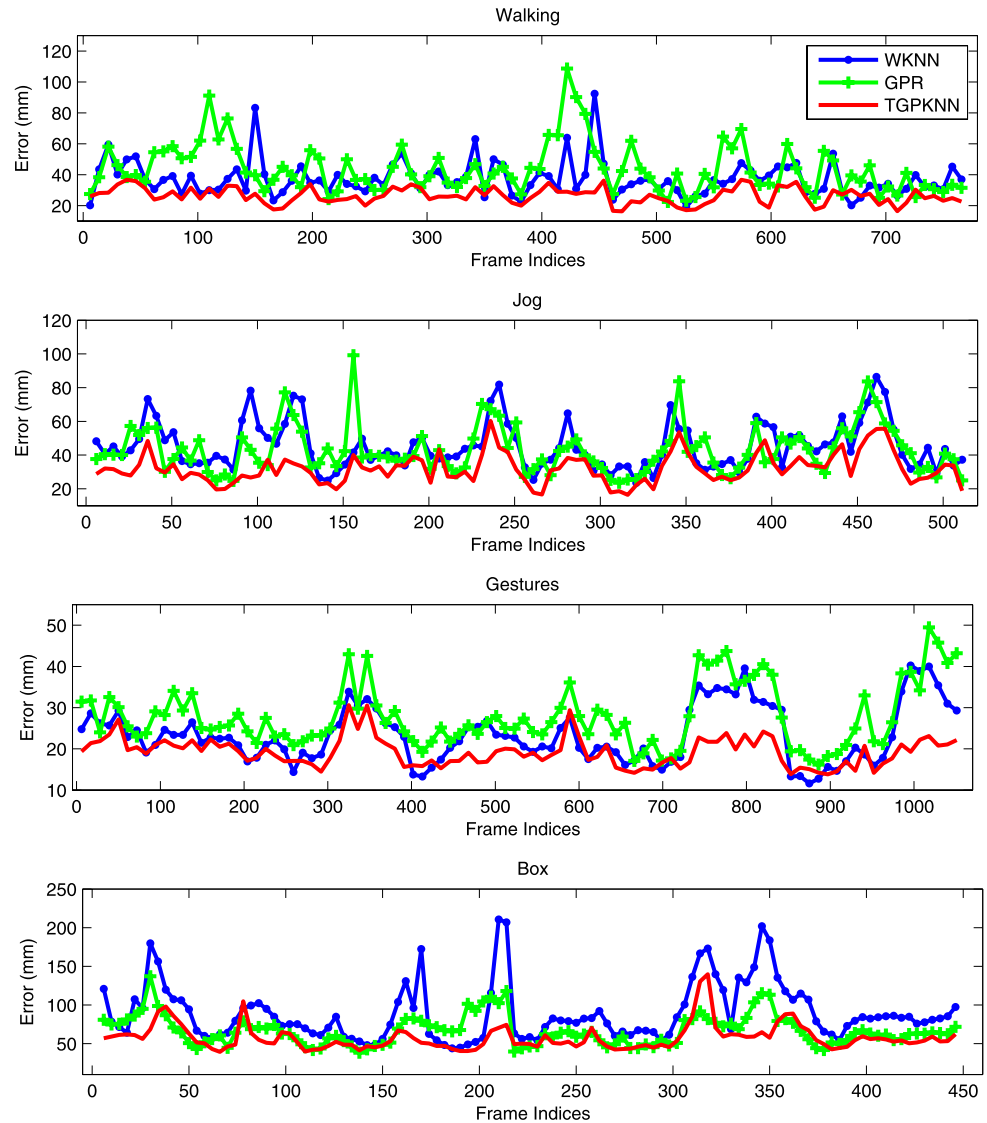 Walking
Error (mm)
120
100
80
60
40
20
WKNN
GPR
TGPKNN
0 100 200 300 400 500 600 700
Frame Indices
Jog
Error (mm)
120
100
80
60
40
20
0 50 100 150 200 250 300 350 400 450 500
Frame Indices
Gestures
Error (mm)
50
40
30
20
10
0 100 200 300 400 500 600 700 800 900 1000
Frame Indices
Box
Error (mm)
250
200
150
100
50
0 50 100 150 200 250 300 350 400 450
Frame Indices